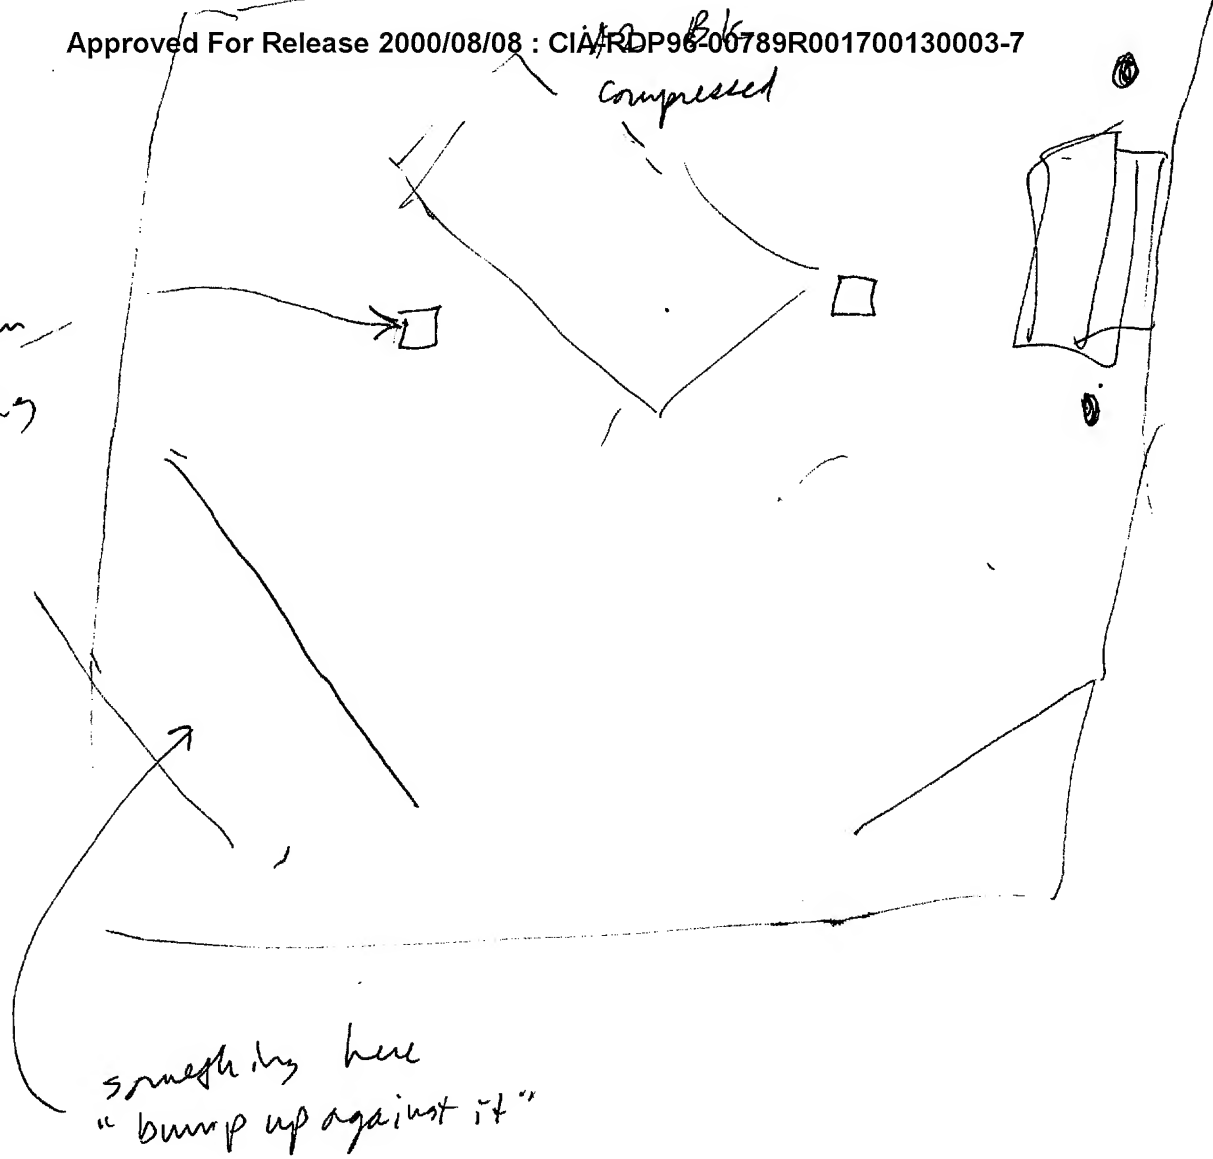 Approved For Release 2000/08/08 : CIA-RDP96-00789R001700130003-7
compressed
something here
"bump up against it"